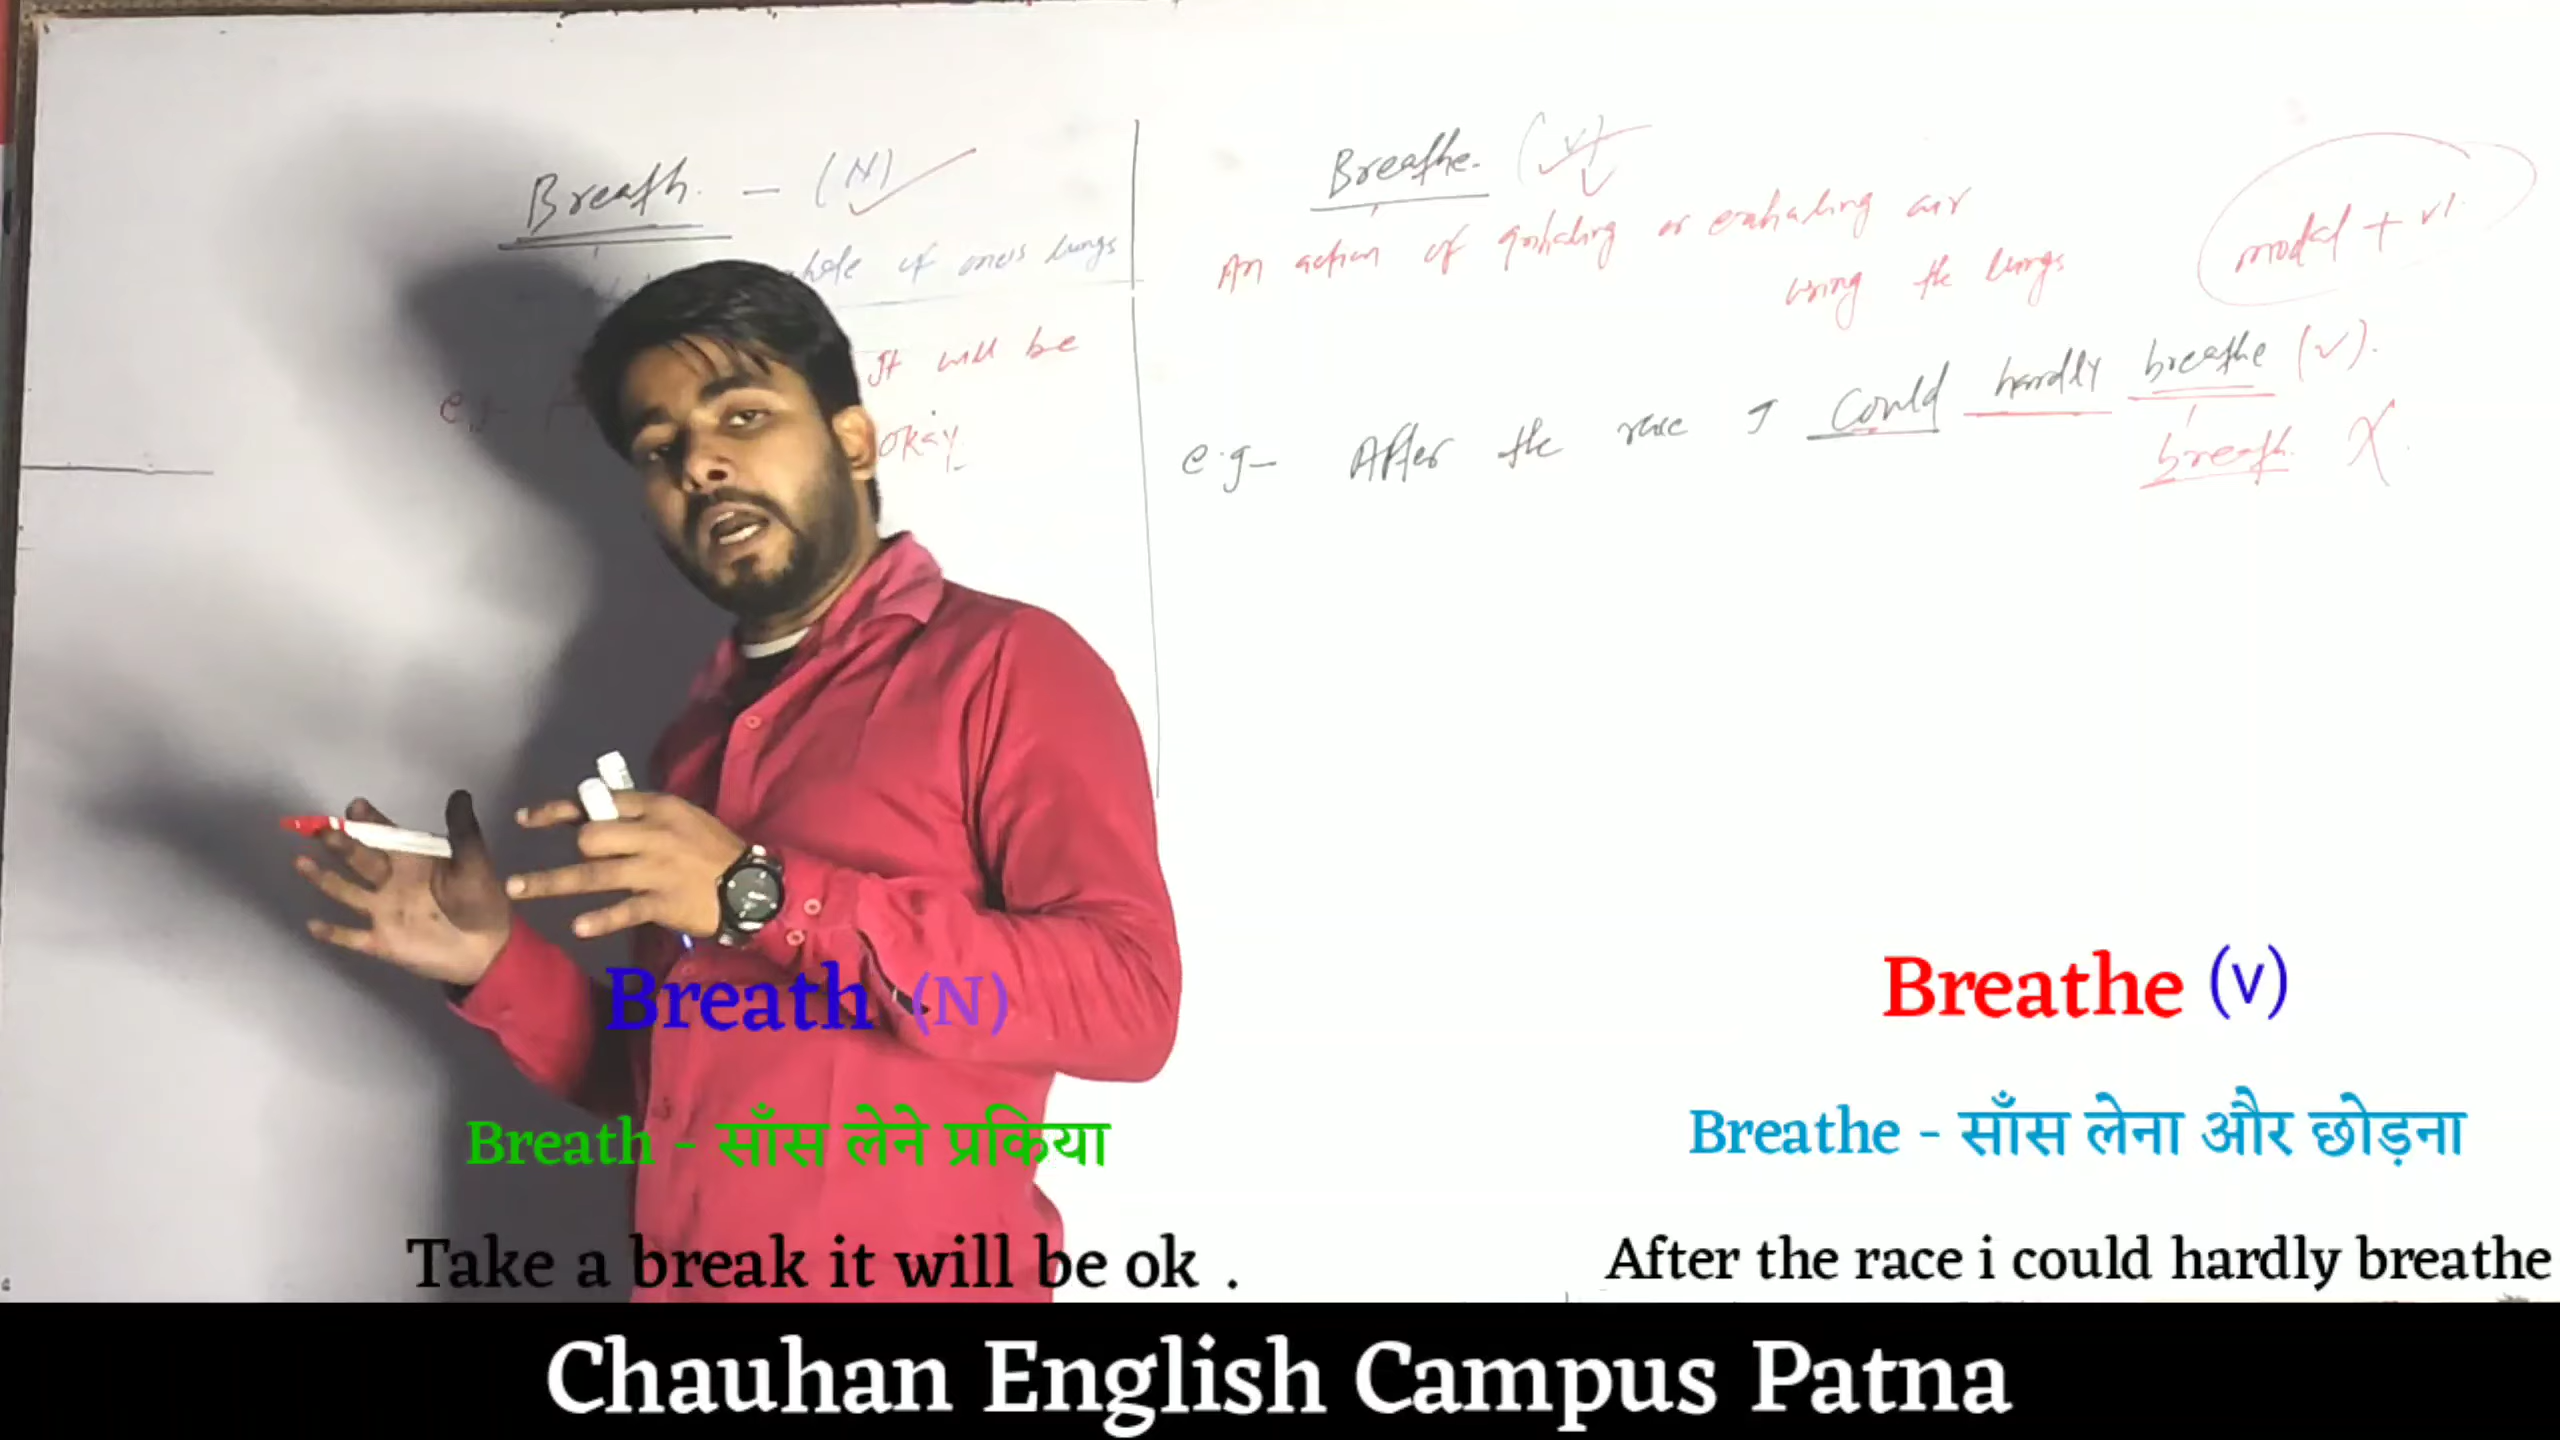 Breath. - (N)
whole of ones lungs
e.g- A It will be
okay.
Breathe. (v)
An action of inhaling or exhaling air
using the lungs
modal + v1.
e.g- After the race I could hardly breathe (v).
breath. X
Breath (N)
Breathe (v)
Breath - साँस लेने प्रकिया
Breathe - साँस लेना और छोड़ना
Take a break it will be ok .
After the race i could hardly breathe
Chauhan English Campus Patna